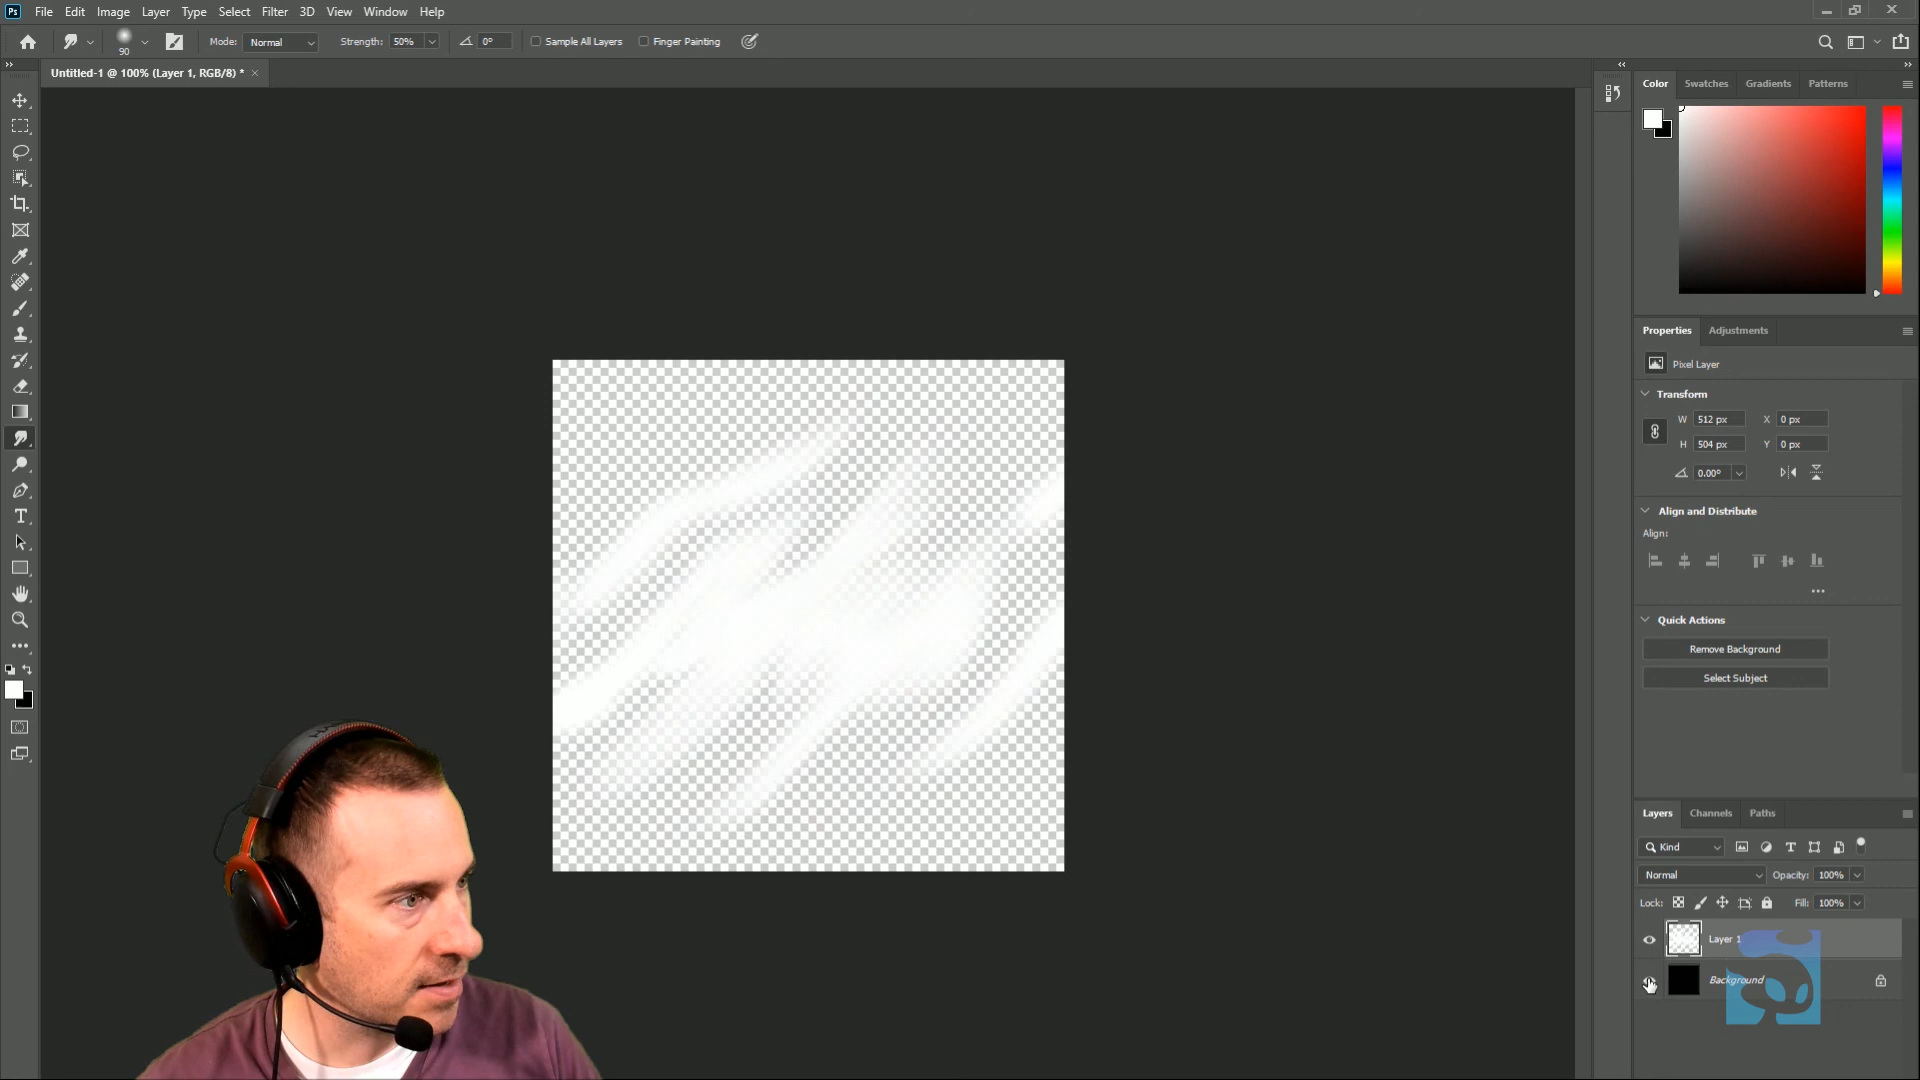 Ps File Edit Image Layer Type Select Filter 3D View Window Help
90 Mode: Normal Strength: 50% 0° Sample All Layers Finger Painting
Untitled-1 @ 100% (Layer 1, RGB/8) * ×
Color Swatches Gradients Patterns
Properties Adjustments
Pixel Layer
Transform
W 512 px X 0 px
H 504 px Y 0 px
0.00°
Align and Distribute
Align:
Quick Actions
Remove Background
Select Subject
Layers Channels Paths
Kind
Normal Opacity: 100%
Lock: Fill: 100%
Layer 1
Background